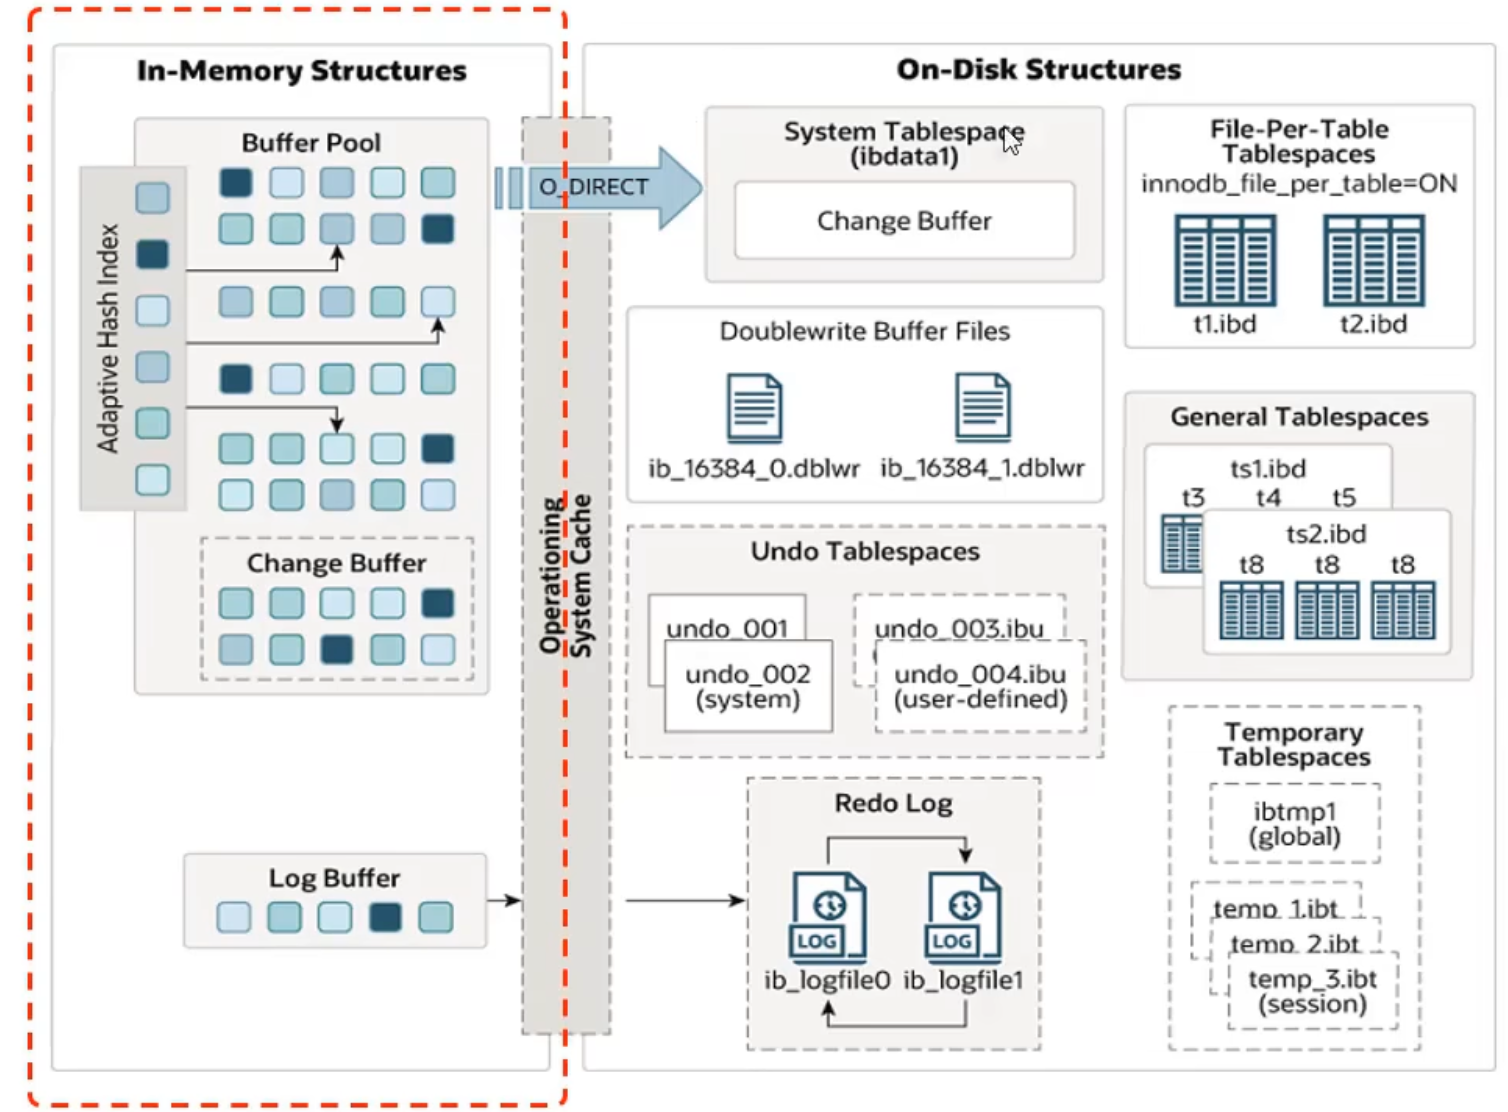 In-Memory Structures
Buffer Pool
Adaptive Hash Index
Change Buffer
Log Buffer
Operationing
System Cache
O_DIRECT
On-Disk Structures
System Tablespace
(ibdata1)
Change Buffer
Doublewrite Buffer Files
ib_16384_0.dblwr
ib_16384_1.dblwr
Undo Tablespaces
undo_001
undo_002
(system)
undo_003.ibu
undo_004.ibu
(user-defined)
Redo Log
LOG
LOG
ib_logfile0
ib_logfile1
File-Per-Table
Tablespaces
innodb_file_per_table=ON
t1.ibd
t2.ibd
General Tablespaces
ts1.ibd
t3 t4 t5
ts2.ibd
t8 t8 t8
Temporary
Tablespaces
ibtmp1
(global)
temp_1.ibt
temp_2.ibt
temp_3.ibt
(session)